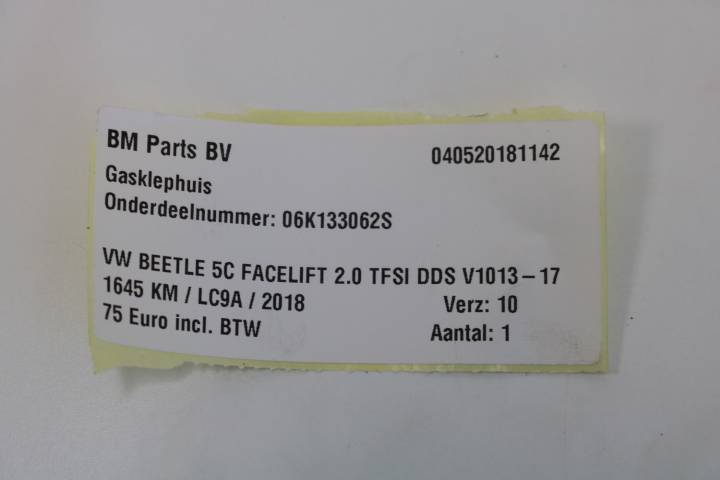 BM Parts BV 040520181142
Gasklephuis
Onderdeelnummer: 06K133062S
VW BEETLE 5C FACELIFT 2.0 TFSI DDS V1013-17
1645 KM / LC9A / 2018 Verz: 10
75 Euro incl. BTW Aantal: 1